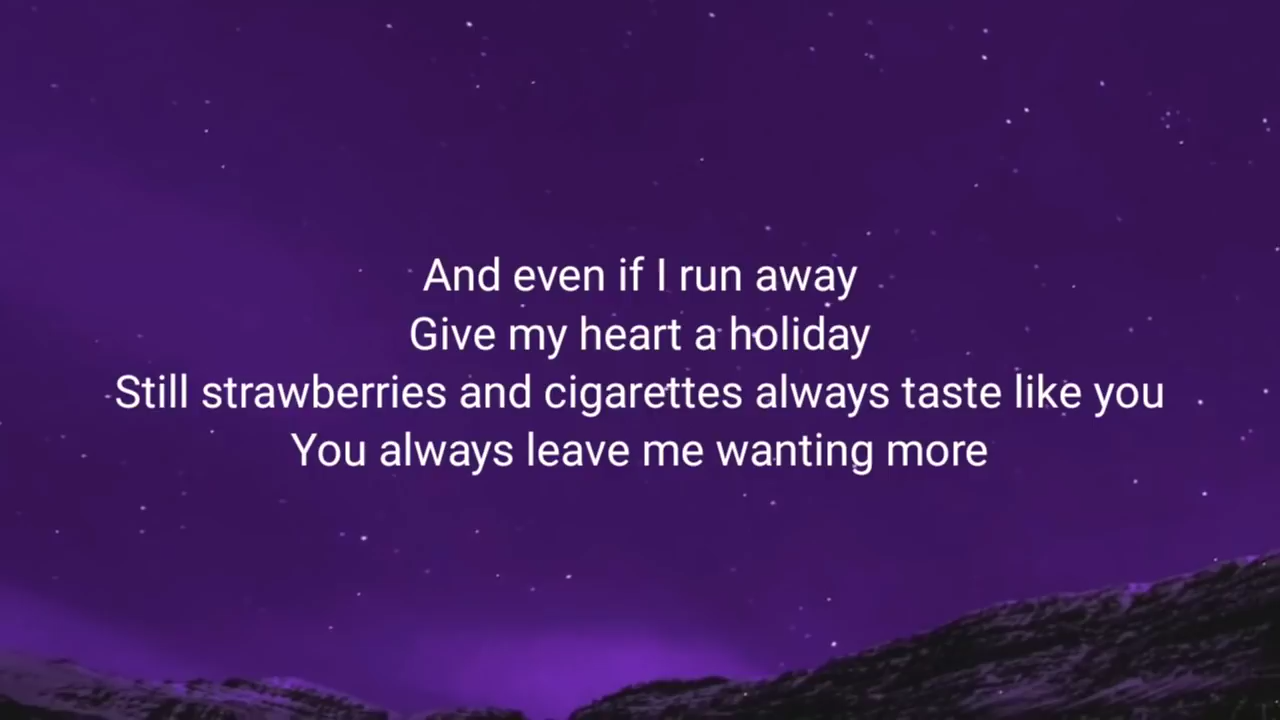 And even if I run away
Give my heart a holiday
Still strawberries and cigarettes always taste like you
You always leave me wanting more